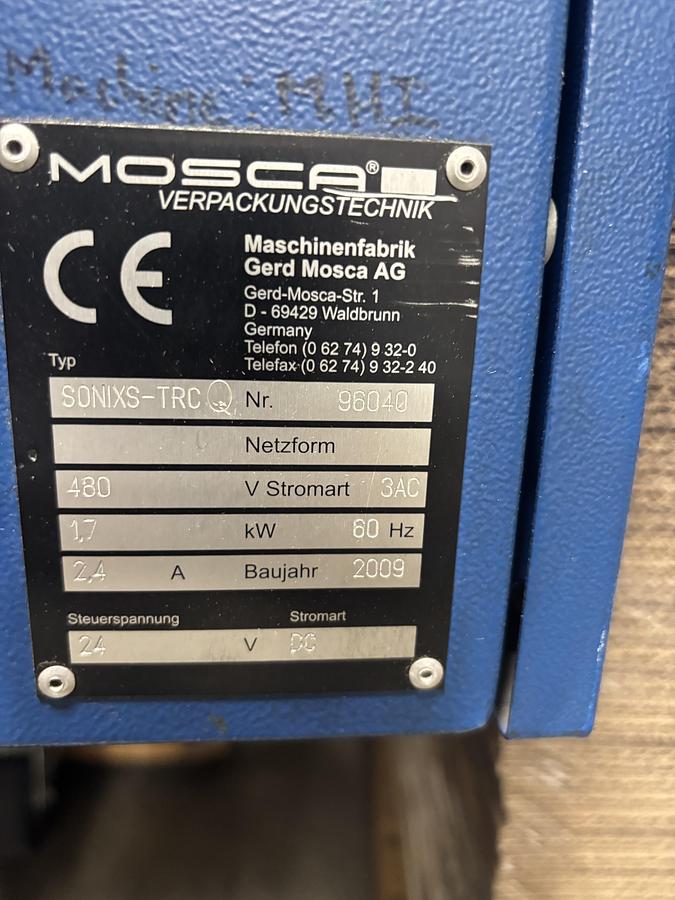 Machine: MHI
MOSCA®
VERPACKUNGSTECHNIK
CE
Maschinenfabrik
Gerd Mosca AG
Gerd-Mosca-Str. 1
D - 69429 Waldbrunn
Germany
Telefon (0 62 74) 9 32-0
Telefax (0 62 74) 9 32-2 40
Typ
SONIXS-TRC Q Nr. 96040
Netzform
480 V Stromart 3AC
1,7 kW 60 Hz
2,4 A Baujahr 2009
Steuerspannung Stromart
24 V DC